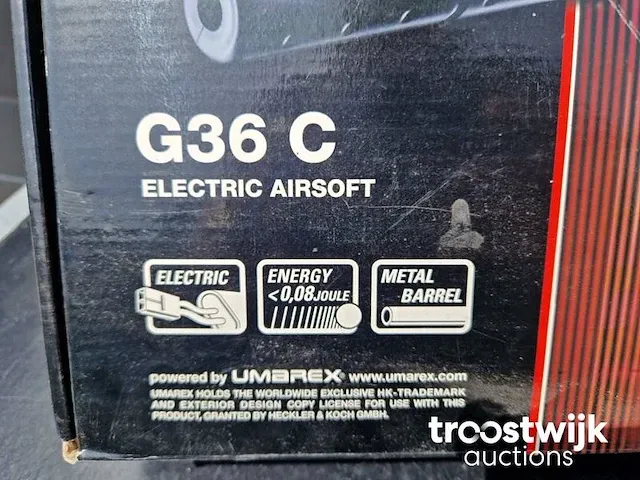 G36 C
ELECTRIC AIRSOFT
ELECTRIC
ENERGY
<0,08JOULE
METAL
BARREL
powered by UMAREX® www.umarex.com
UMAREX HOLDS THE WORLDWIDE EXCLUSIVE HK-TRADEMARK
AND EXTERIOR DESIGN COPY LICENSE FOR USE WITH THIS
PRODUCT, GRANTED BY HECKLER & KOCH GMBH.
troostwijk
auctions